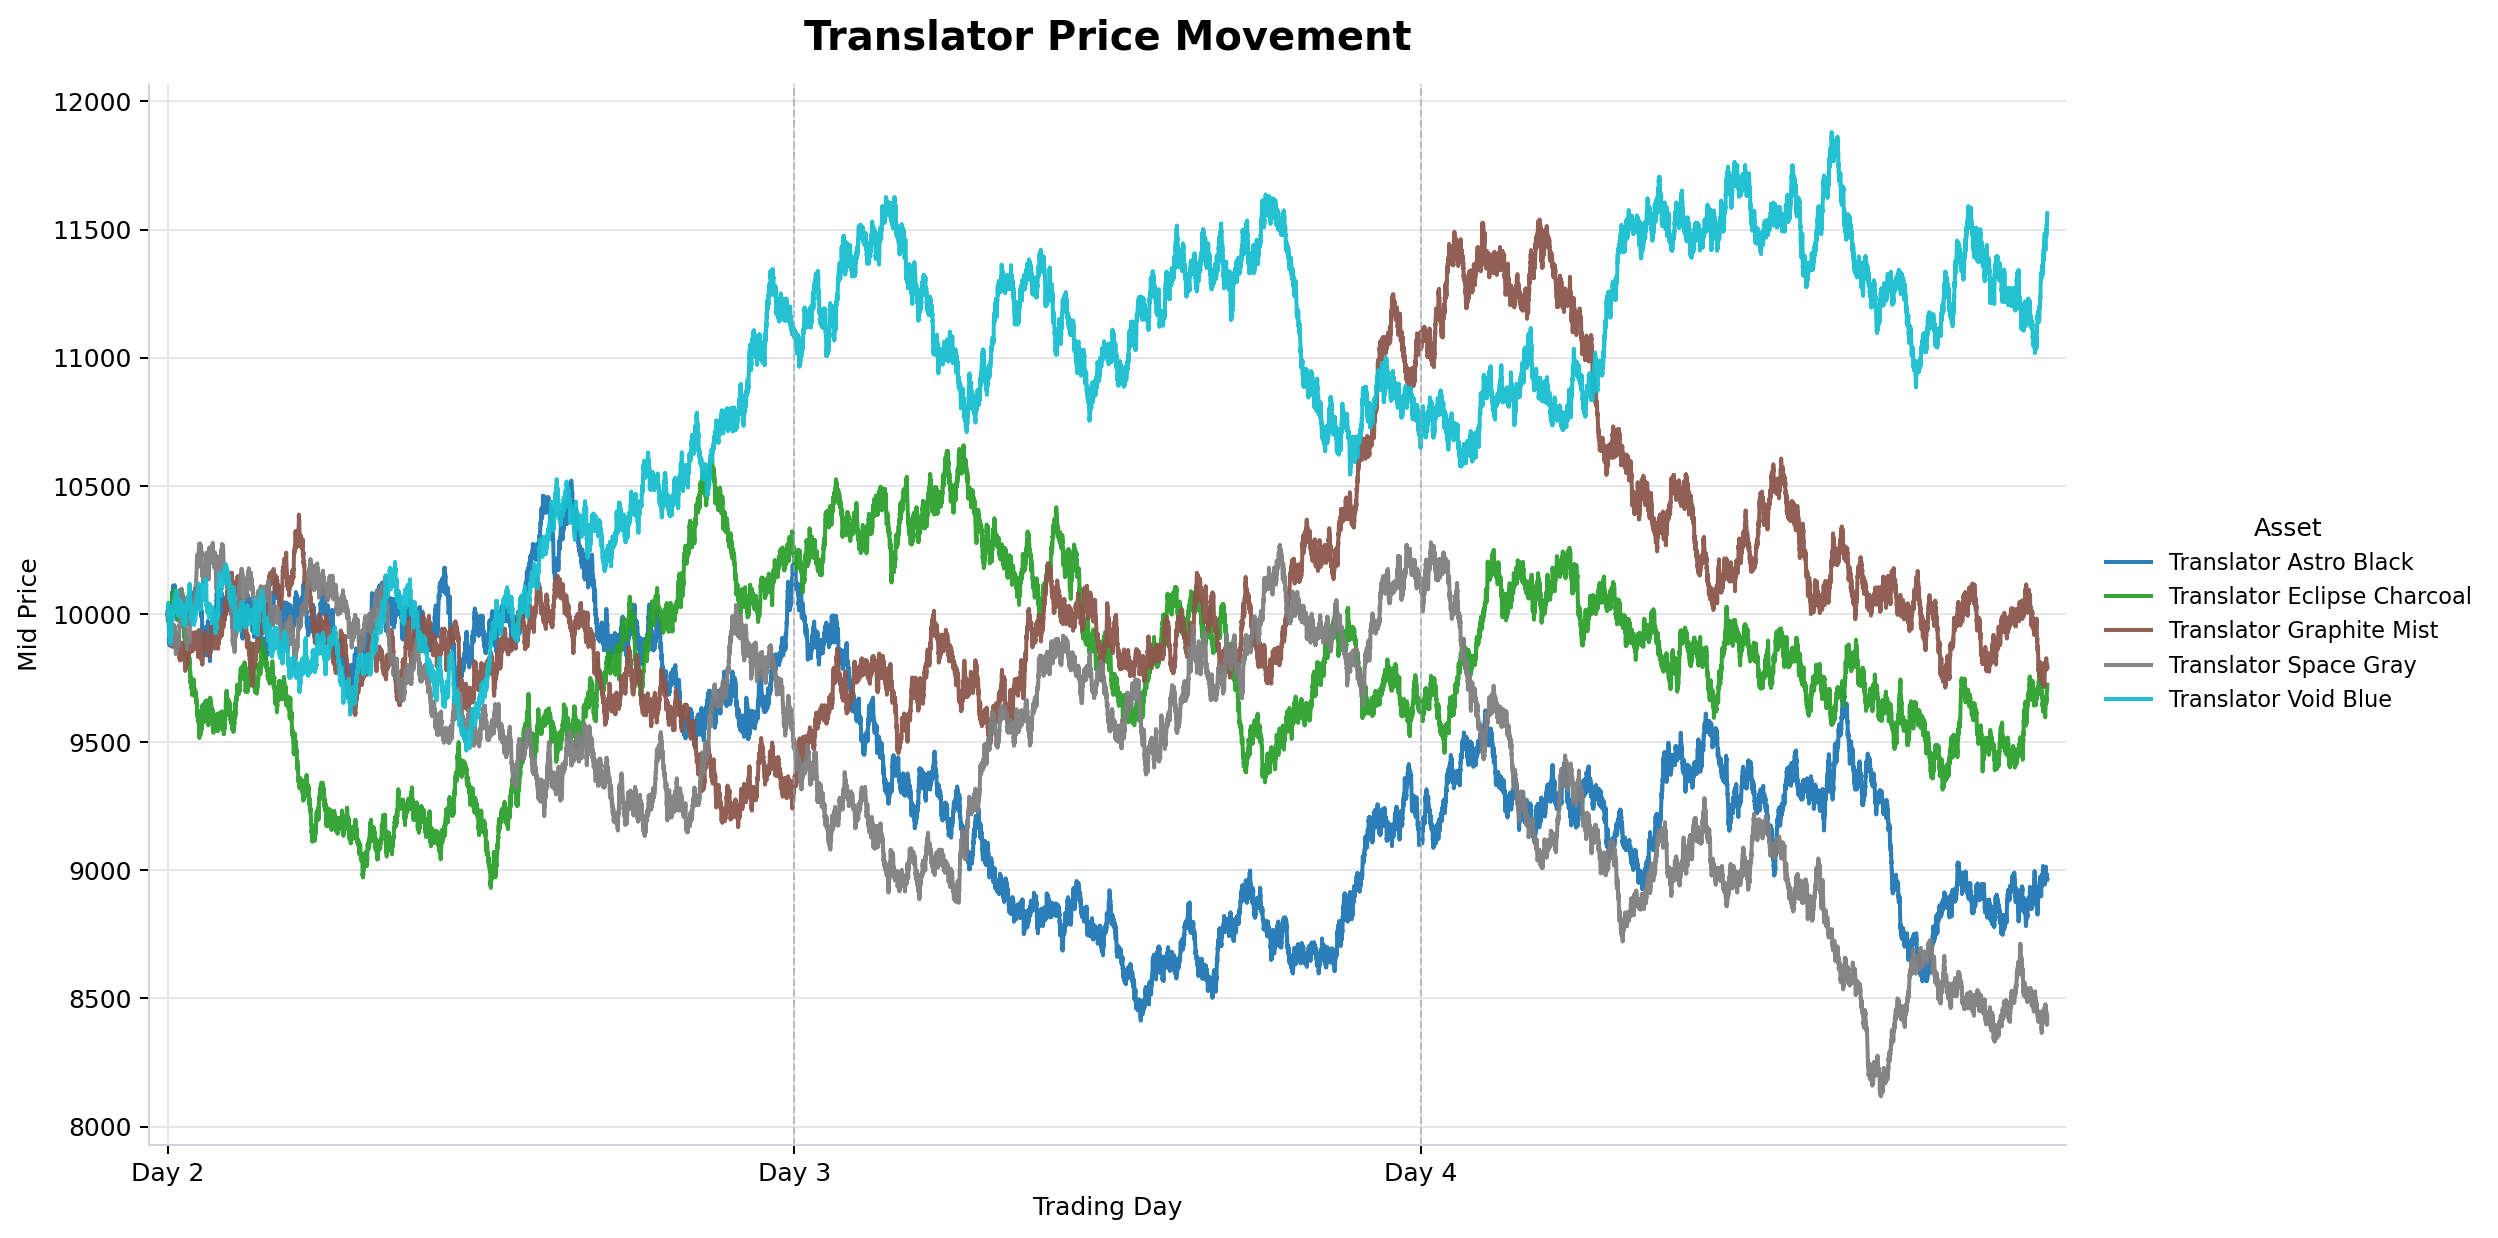 Translator Price Movement
12000
11500
11000
10500
10000
9500
9000
8500
8000
Mid Price
Day 2
Day 3
Day 4
Trading Day
Asset
Translator Astro Black
Translator Eclipse Charcoal
Translator Graphite Mist
Translator Space Gray
Translator Void Blue